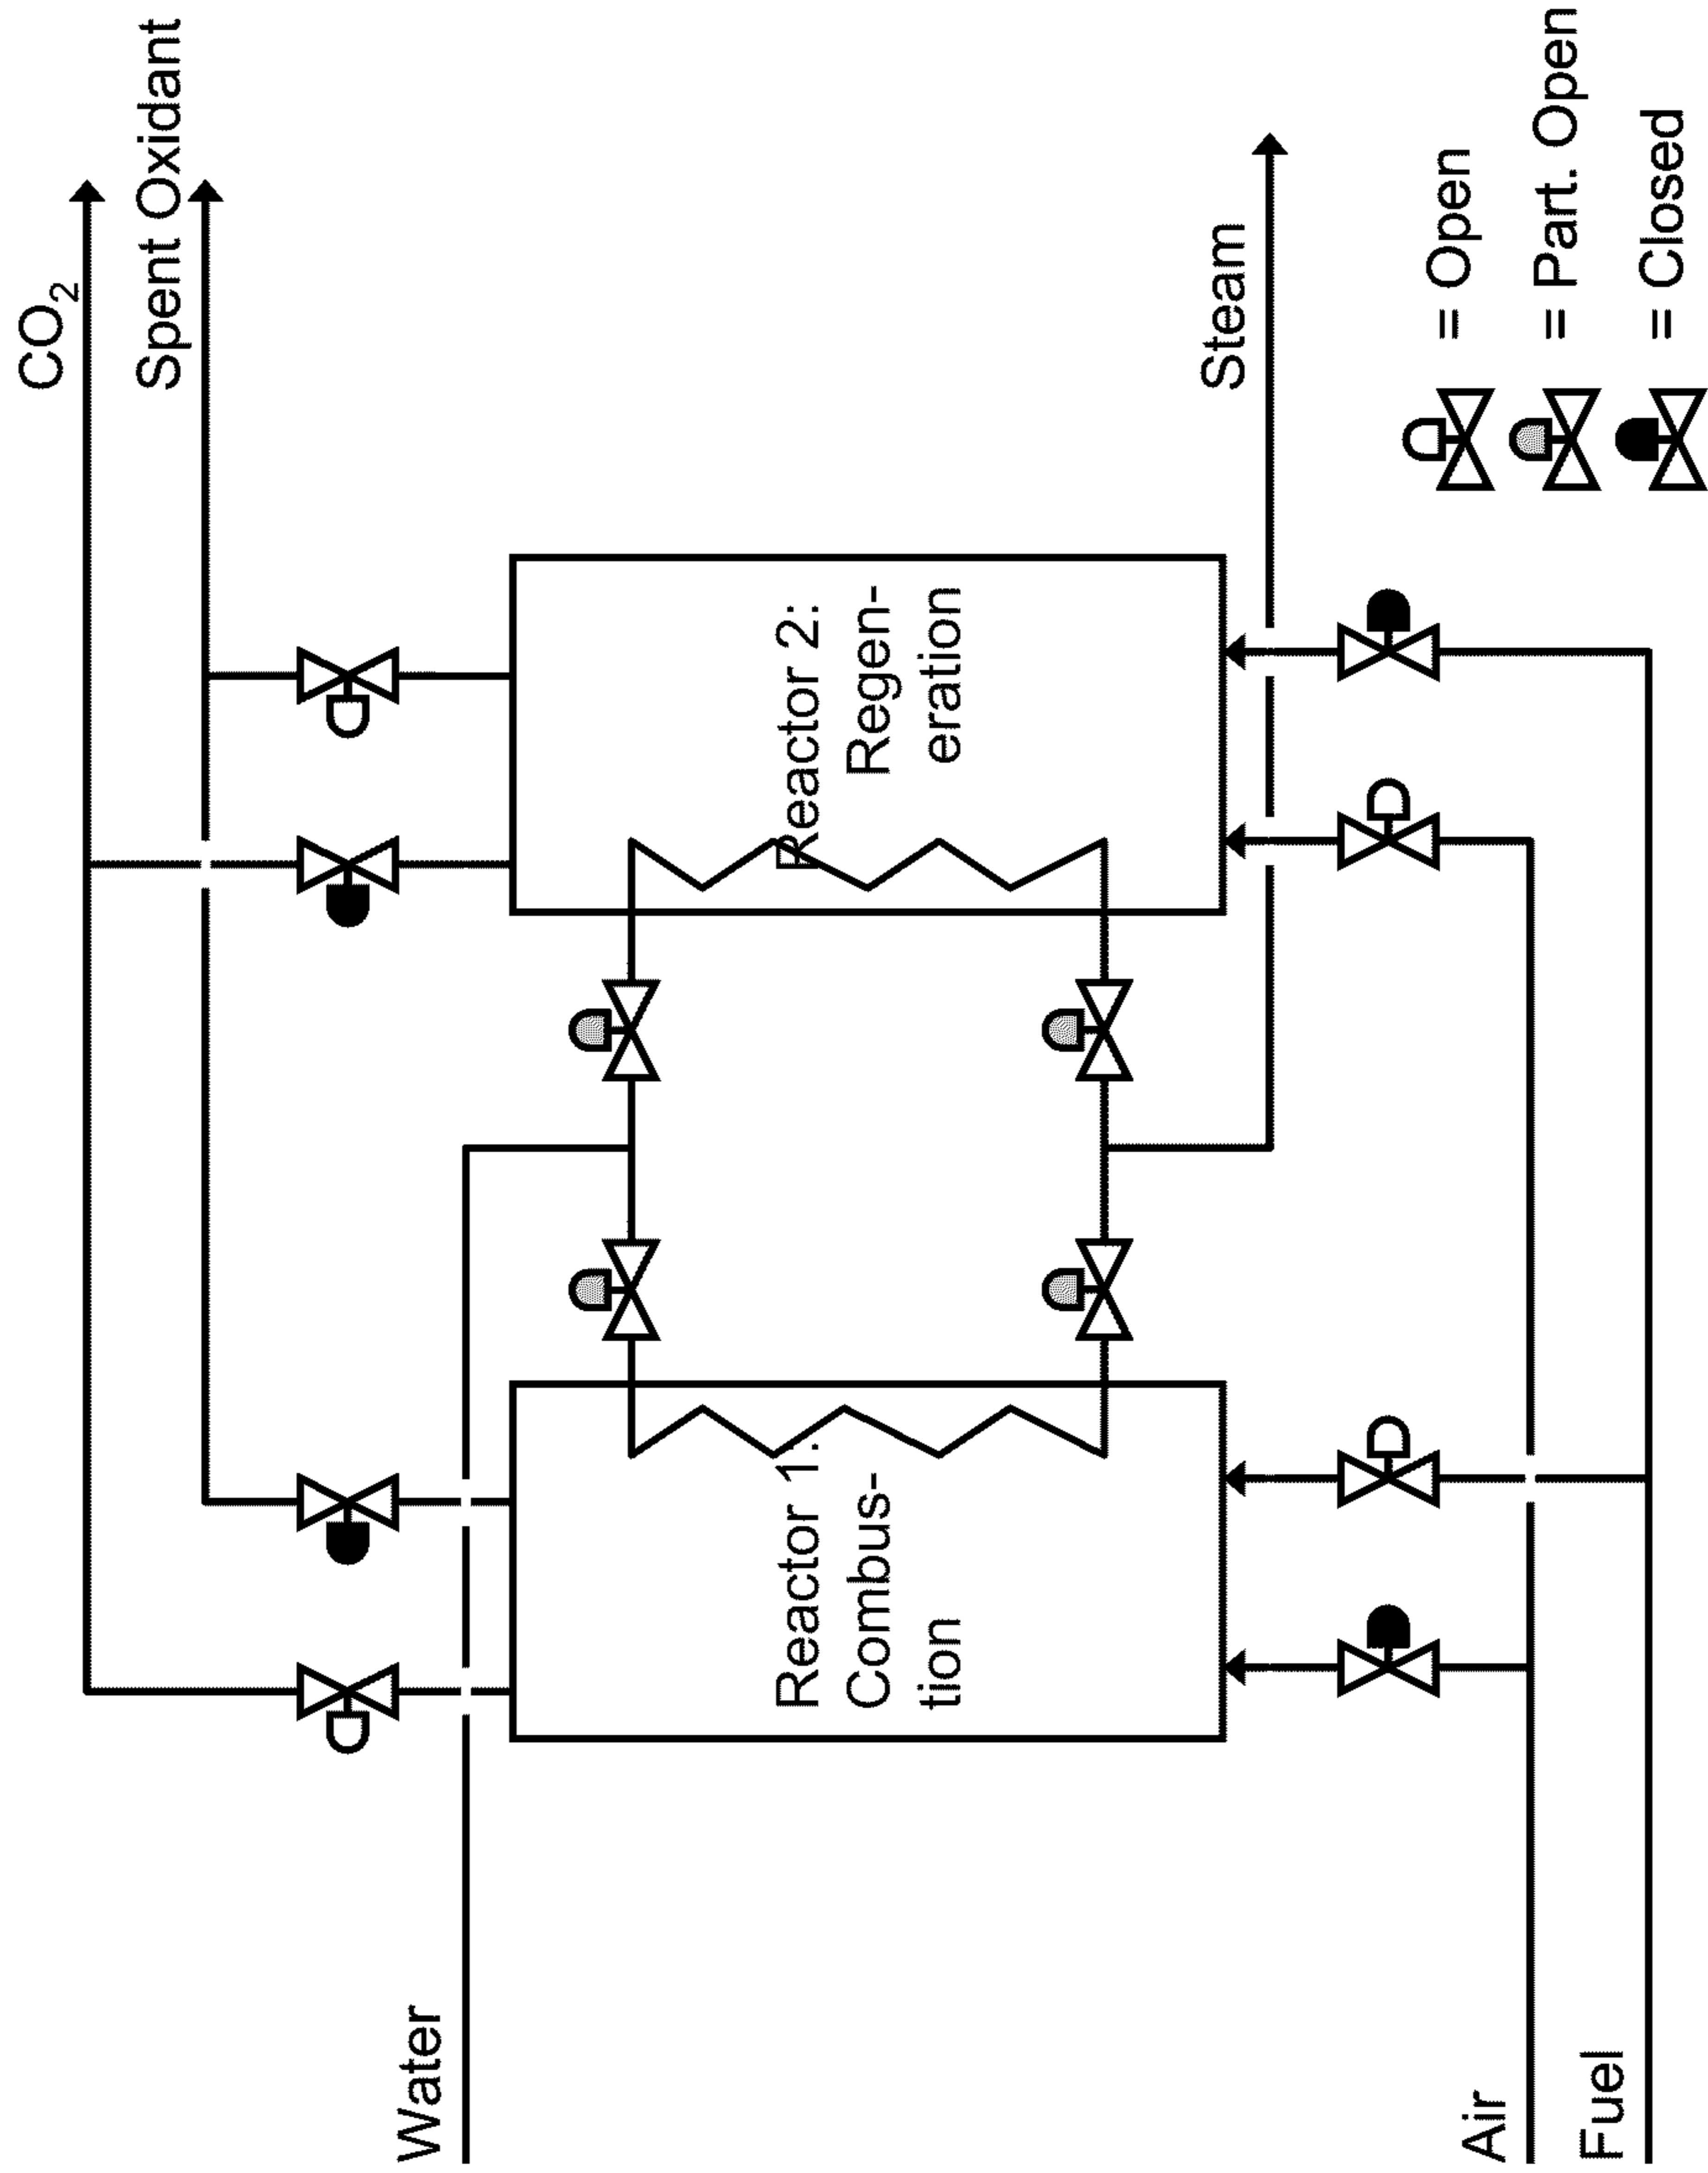 CO2
Spent Oxidant
Water
Reactor 1:
Combus-
tion
Reactor 2:
Regen-
eration
Steam
Air
Fuel
= Open
= Part. Open
= Closed